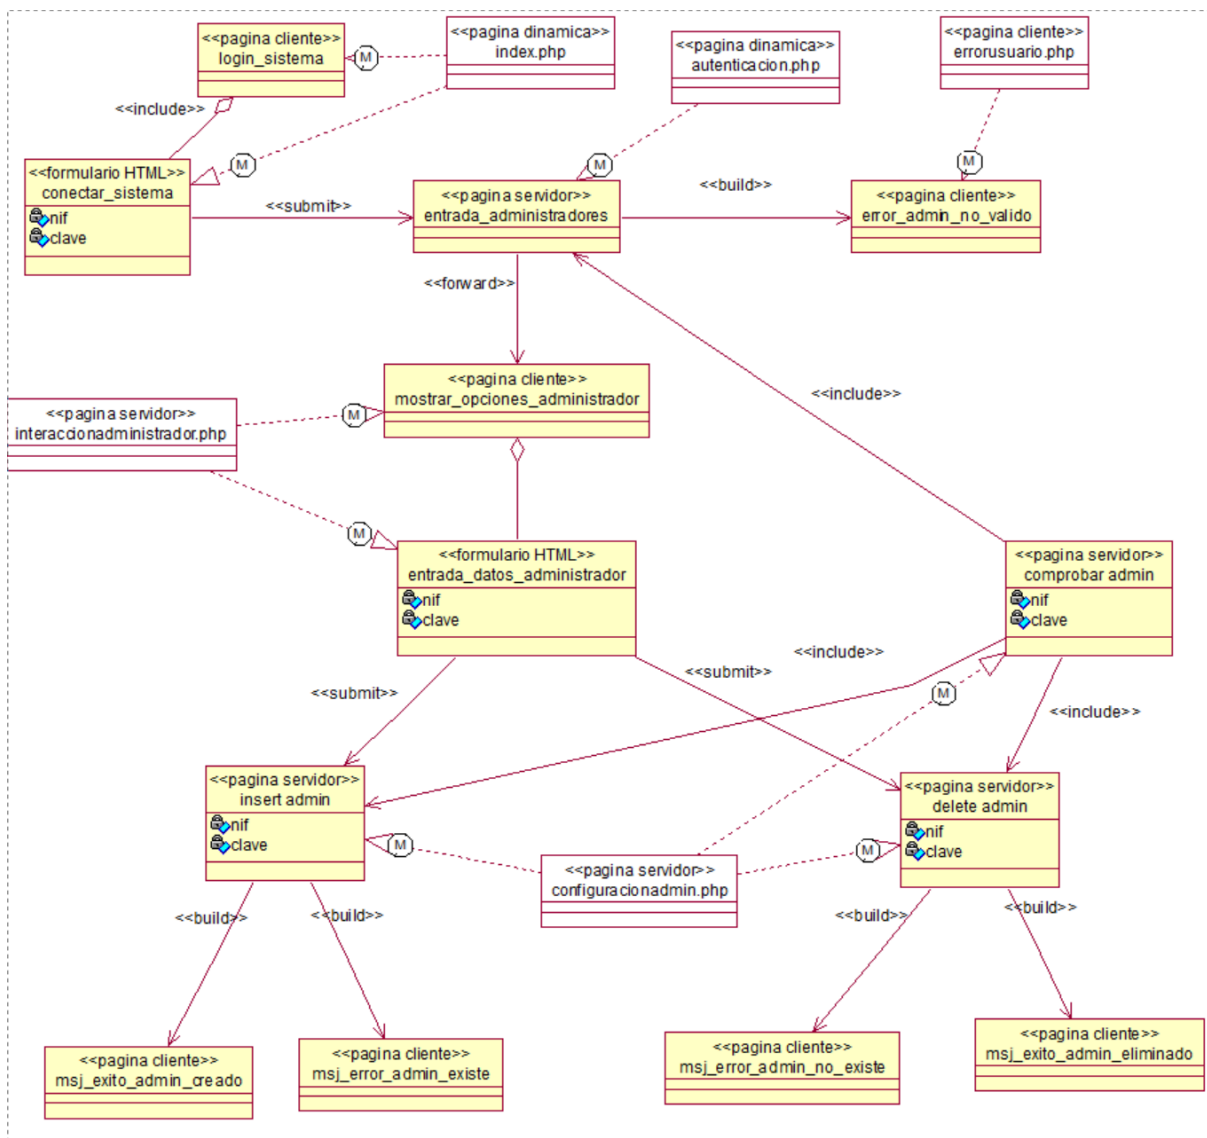 <<pagina cliente>>
login_sistema
M
<<pagina dinamica>>
index.php
<<pagina dinamica>>
autenticacion.php
<<pagina cliente>>
errorusuario.php
<<include>>
M
M
M
<<formulario HTML>>
conectar_sistema
nif
clave
<<submit>>
<<pagina servidor>>
entrada_administradores
<<build>>
<<pagina cliente>>
error_admin_no_valido
<<forward>>
<<pagina cliente>>
mostrar_opciones_administrador
<<include>>
<<pagina servidor>>
interaccionadministrador.php
M
M
<<formulario HTML>>
entrada_datos_administrador
nif
clave
<<pagina servidor>>
comprobar admin
nif
clave
<<submit>>
<<submit>>
<<include>>
M
<<include>>
<<pagina servidor>>
insert admin
nif
clave
<<pagina servidor>>
delete admin
nif
clave
M
M
<<pagina servidor>>
configuracionadmin.php
<<build>>
<<build>>
<<build>>
<<build>>
<<pagina cliente>>
msj_exito_admin_creado
<<pagina cliente>>
msj_error_admin_existe
<<pagina cliente>>
msj_error_admin_no_existe
<<pagina cliente>>
msj_exito_admin_eliminado